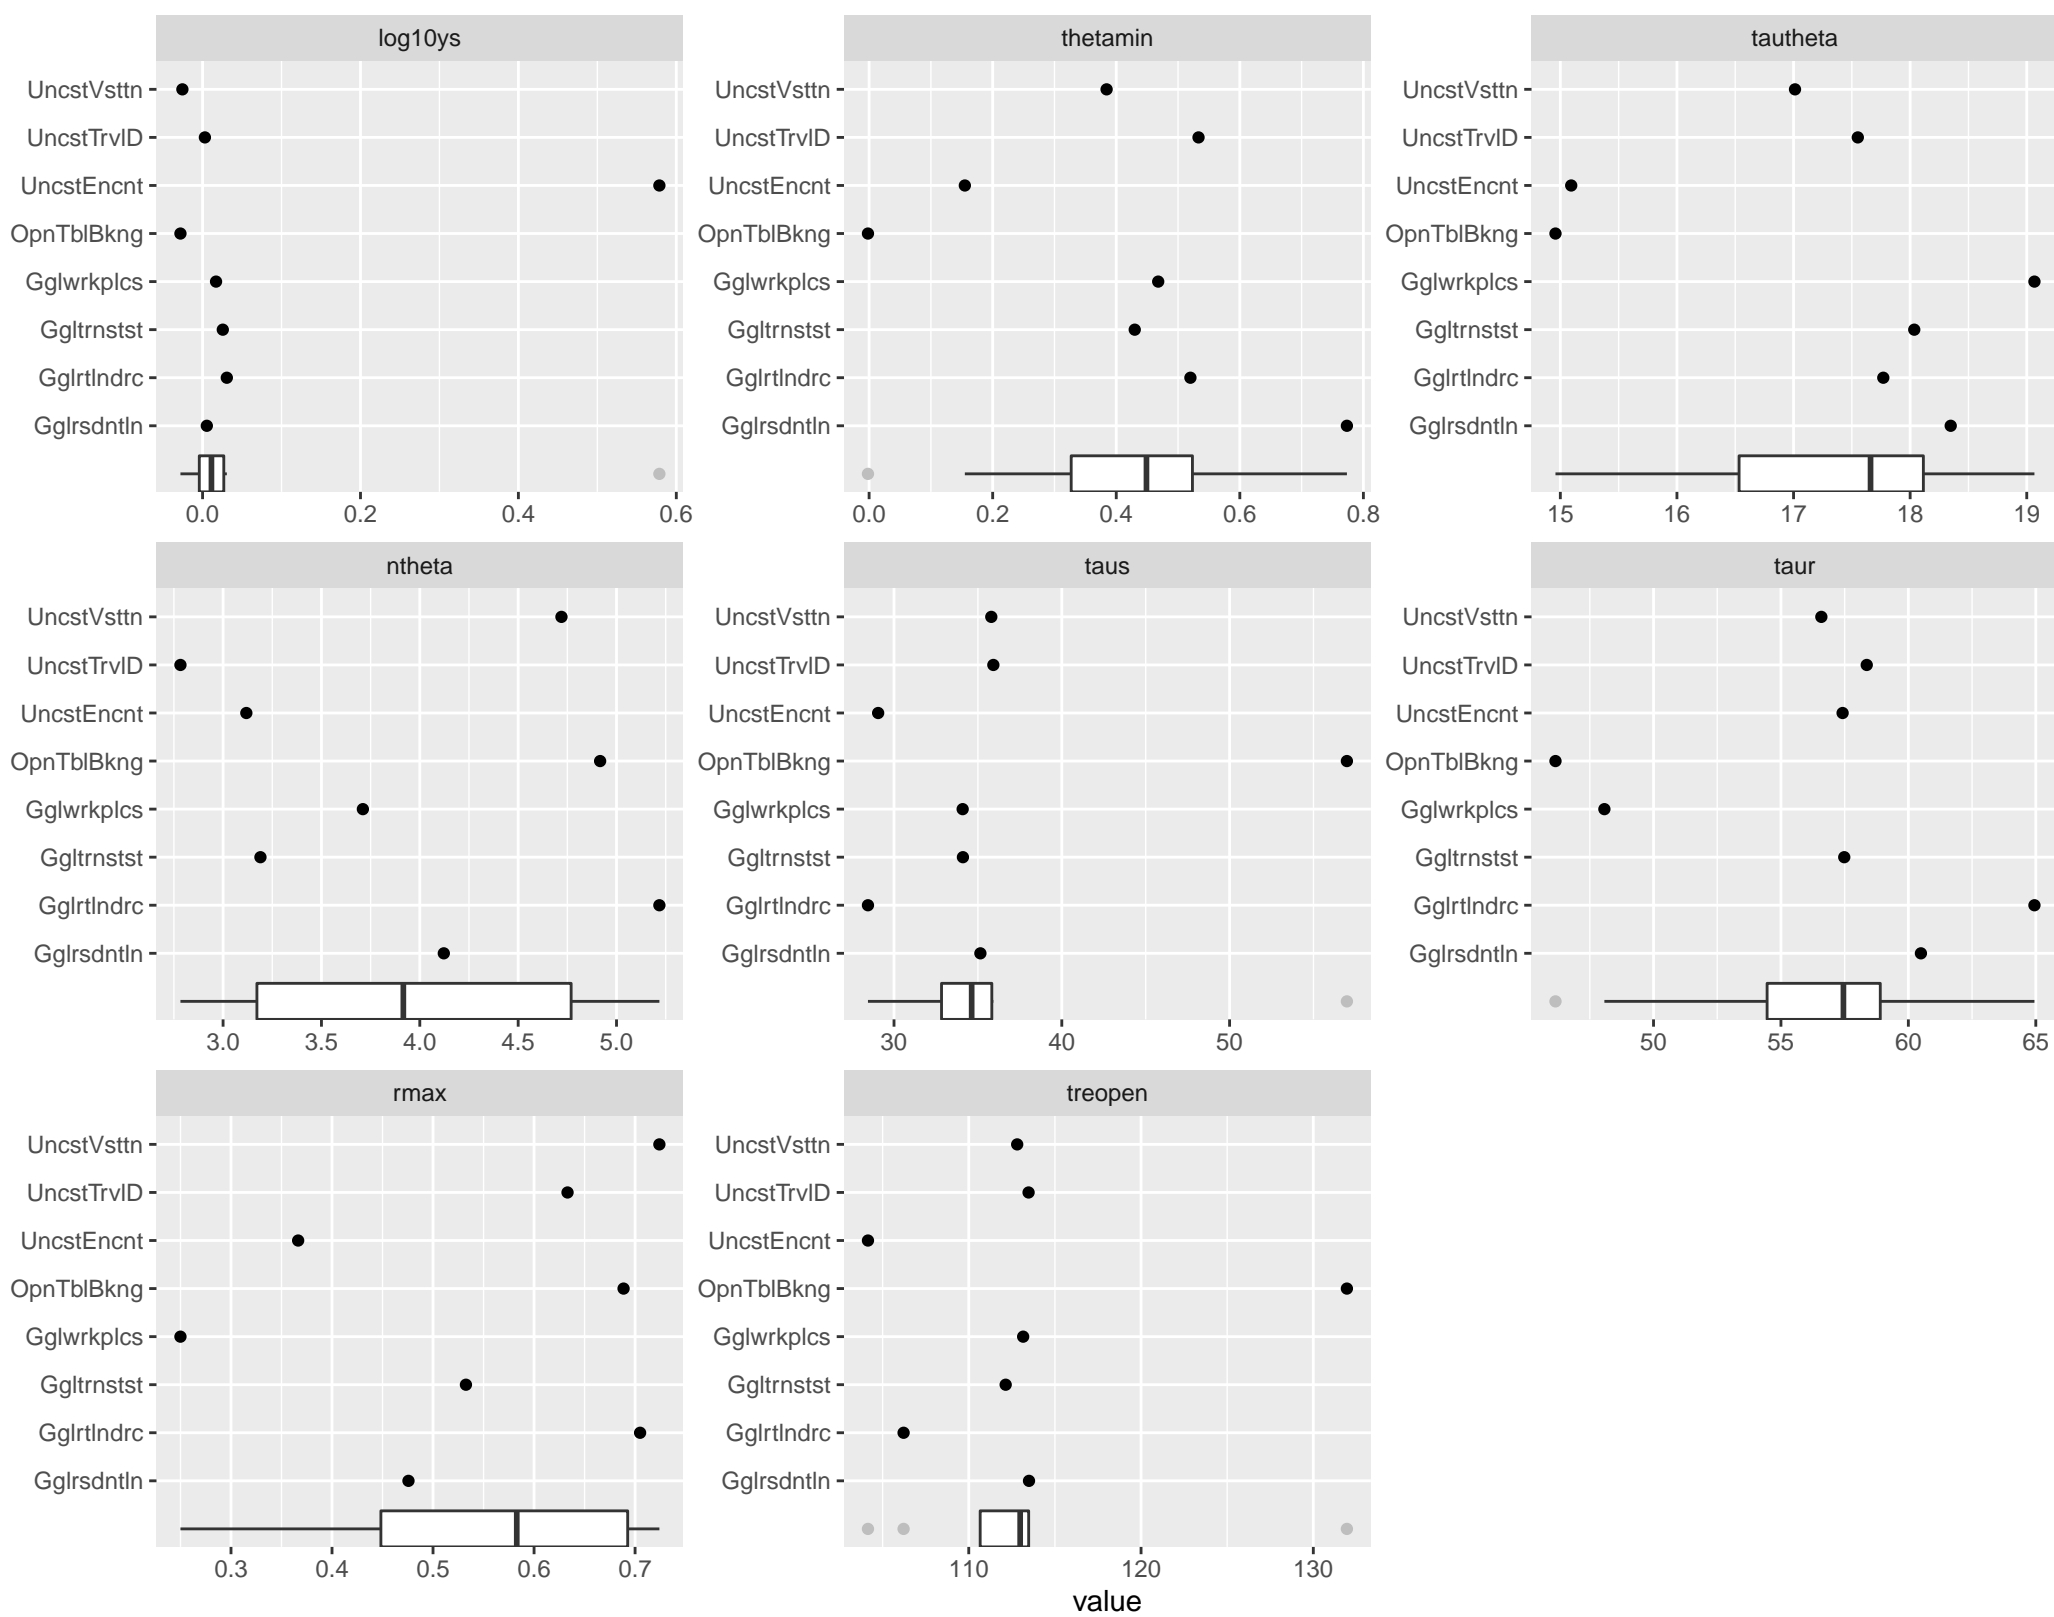 log10ys thetamin tautheta
UncstVsttn UncstVsttn UncstVsttn
UncstTrvlD UncstTrvlD UncstTrvlD
UncstEncnt UncstEncnt UncstEncnt
OpnTblBkng OpnTblBkng OpnTblBkng
Gglwrkplcs Gglwrkplcs Gglwrkplcs
Ggltrnstst Ggltrnstst Ggltrnstst
Gglrtlndrc Gglrtlndrc Gglrtlndrc
Gglrsdntln Gglrsdntln Gglrsdntln
0.0 0.2 0.4 0.6 0.0 0.2 0.4 0.6 0.8 15 16 17 18 19
ntheta taus taur
UncstVsttn UncstVsttn UncstVsttn
UncstTrvlD UncstTrvlD UncstTrvlD
UncstEncnt UncstEncnt UncstEncnt
OpnTblBkng OpnTblBkng OpnTblBkng
Gglwrkplcs Gglwrkplcs Gglwrkplcs
Ggltrnstst Ggltrnstst Ggltrnstst
Gglrtlndrc Gglrtlndrc Gglrtlndrc
Gglrsdntln Gglrsdntln Gglrsdntln
3.0 3.5 4.0 4.5 5.0 30 40 50 50 55 60 65
rmax treopen
UncstVsttn UncstVsttn
UncstTrvlD UncstTrvlD
UncstEncnt UncstEncnt
OpnTblBkng OpnTblBkng
Gglwrkplcs Gglwrkplcs
Ggltrnstst Ggltrnstst
Gglrtlndrc Gglrtlndrc
Gglrsdntln Gglrsdntln
0.3 0.4 0.5 0.6 0.7 110 120 130
value